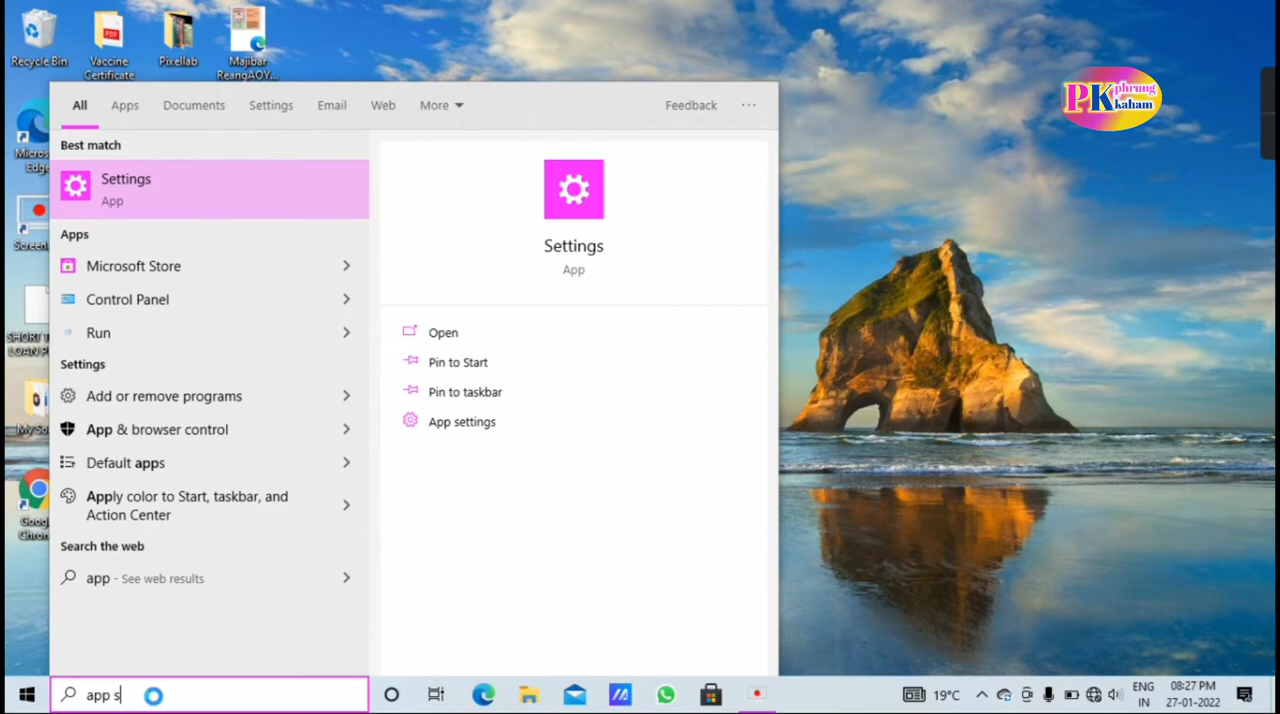 Recycle Bin
Vaccine
Certificate
Pixellab
Majibar
ReangAOY...
PK phrung
kaham
All
Apps
Documents
Settings
Email
Web
More
Feedback
...
Best match
Settings
App
Apps
Microsoft Store
Control Panel
Run
Settings
Add or remove programs
App & browser control
Default apps
Apply color to Start, taskbar, and
Action Center
Search the web
app - See web results
Settings
App
Open
Pin to Start
Pin to taskbar
App settings
Edge
LOAN
app s
19°C
ENG
IN
08:27 PM
27-01-2022